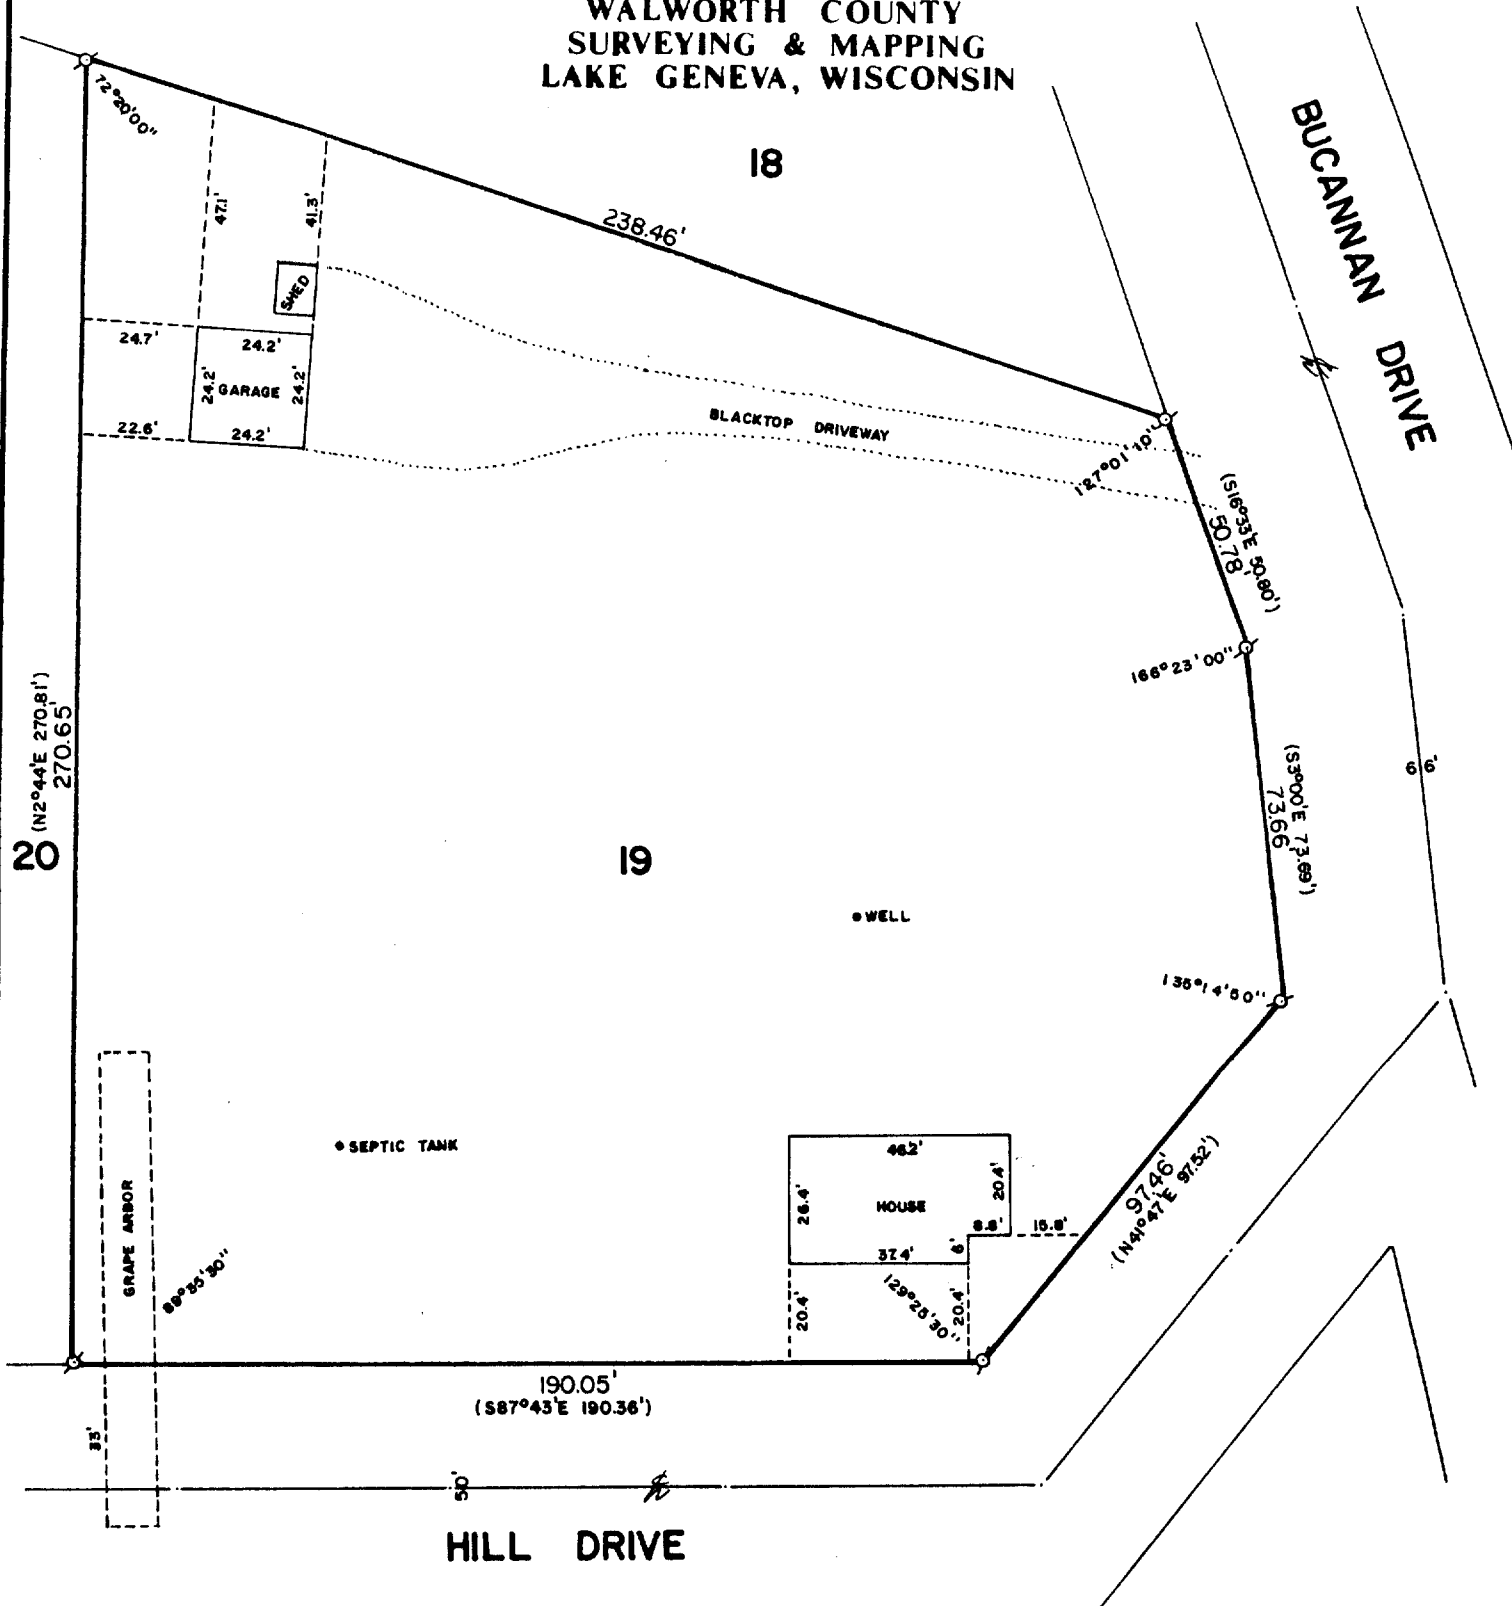 WALWORTH COUNTY
SURVEYING & MAPPING
LAKE GENEVA, WISCONSIN
72°20'00"
18
BUCANNAN DRIVE
47.1'
41.3'
238.46'
SHED
24.7'
24.2'
24.2'
GARAGE
24.2'
22.6'
24.2'
BLACKTOP DRIVEWAY
127°01'10"
(S16°33'E 50.80')
50.78'
166°23'00"
(N2°44'E 270.81')
270.65'
66'
(S3°00'E 73.69')
73.66'
20
19
WELL
135°14'50"
SEPTIC TANK
46.2'
26.4'
HOUSE
20.4'
8.8'
15.8'
37.4'
6'
97.46'
(N41°47'E 97.52')
GRAPE ARBOR
89°35'30"
129°25'30"
20.4'
20.4'
190.05'
(S87°43'E 190.36')
33'
50'
HILL DRIVE